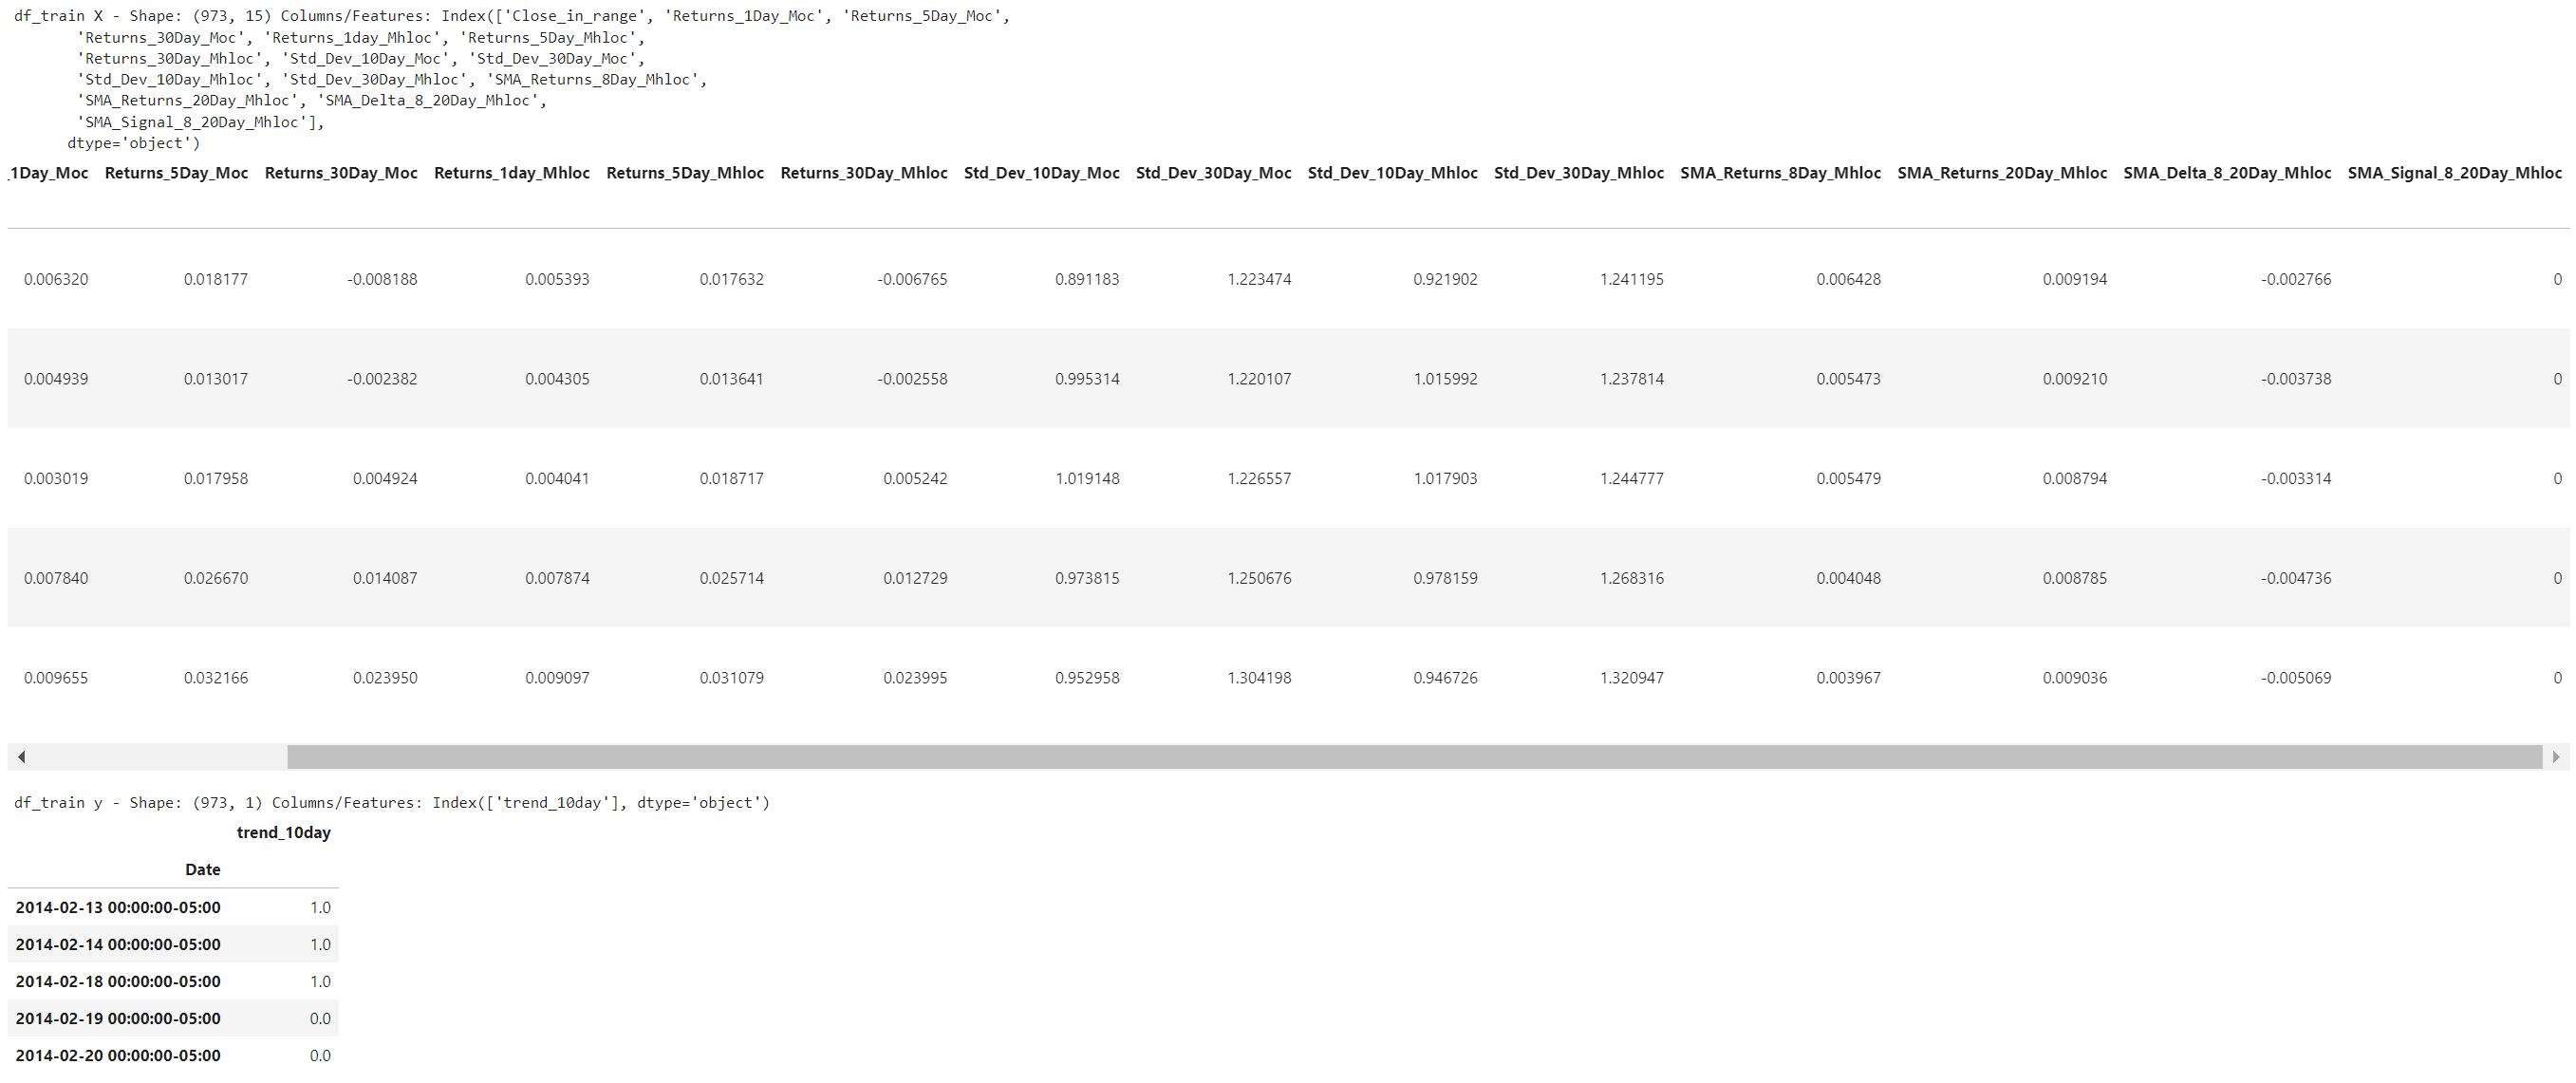 df_train X - Shape: (973, 15) Columns/Features: Index(['Close_in_range', 'Returns_1Day_Moc', 'Returns_5Day_Moc',
'Returns_30Day_Moc', 'Returns_1day_Mhloc', 'Returns_5Day_Mhloc',
'Returns_30Day_Mhloc', 'Std_Dev_10Day_Moc', 'Std_Dev_30Day_Moc',
'Std_Dev_10Day_Mhloc', 'Std_Dev_30Day_Mhloc', 'SMA_Returns_8Day_Mhloc',
'SMA_Returns_20Day_Mhloc', 'SMA_Delta_8_20Day_Mhloc',
'SMA_Signal_8_20Day_Mhloc'],
dtype='object')
_1Day_Moc Returns_5Day_Moc Returns_30Day_Moc Returns_1day_Mhloc Returns_5Day_Mhloc Returns_30Day_Mhloc Std_Dev_10Day_Moc Std_Dev_30Day_Moc Std_Dev_10Day_Mhloc Std_Dev_30Day_Mhloc SMA_Returns_8Day_Mhloc SMA_Returns_20Day_Mhloc SMA_Delta_8_20Day_Mhloc SMA_Signal_8_20Day_Mhloc
0.006320 0.018177 -0.008188 0.005393 0.017632 -0.006765 0.891183 1.223474 0.921902 1.241195 0.006428 0.009194 -0.002766 0
0.004939 0.013017 -0.002382 0.004305 0.013641 -0.002558 0.995314 1.220107 1.015992 1.237814 0.005473 0.009210 -0.003738 0
0.003019 0.017958 0.004924 0.004041 0.018717 0.005242 1.019148 1.226557 1.017903 1.244777 0.005479 0.008794 -0.003314 0
0.007840 0.026670 0.014087 0.007874 0.025714 0.012729 0.973815 1.250676 0.978159 1.268316 0.004048 0.008785 -0.004736 0
0.009655 0.032166 0.023950 0.009097 0.031079 0.023995 0.952958 1.304198 0.946726 1.320947 0.003967 0.009036 -0.005069 0
df_train y - Shape: (973, 1) Columns/Features: Index(['trend_10day'], dtype='object')
trend_10day
Date
2014-02-13 00:00:00-05:00 1.0
2014-02-14 00:00:00-05:00 1.0
2014-02-18 00:00:00-05:00 1.0
2014-02-19 00:00:00-05:00 0.0
2014-02-20 00:00:00-05:00 0.0